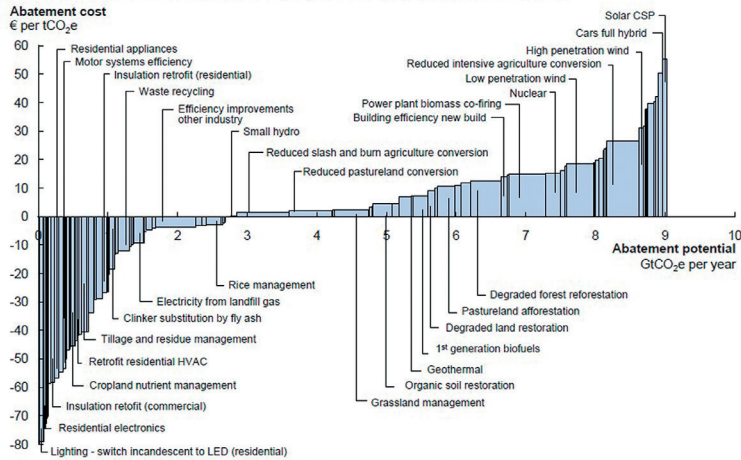 Abatement cost
€ per tCO2e
Solar CSP
Cars full hybrid
High penetration wind
Reduced intensive agriculture conversion
Low penetration wind
Nuclear
Power plant biomass co-firing
Building efficiency new build
Residential appliances
Motor systems efficiency
Insulation retrofit (residential)
Waste recycling
Efficiency improvements
other industry
Small hydro
Reduced slash and burn agriculture conversion
Reduced pastureland conversion
60
50
40
30
20
10
0
-10
-20
-30
-40
-50
-60
-70
-80
0 1 2 3 4 5 6 7 8 9 10
Abatement potential
GtCO2e per year
Rice management
Electricity from landfill gas
Clinker substitution by fly ash
Tillage and residue management
Retrofit residential HVAC
Cropland nutrient management
Insulation retofit (commercial)
Residential electronics
Lighting - switch incandescent to LED (residential)
Degraded forest reforestation
Pastureland afforestation
Degraded land restoration
1st generation biofuels
Geothermal
Organic soil restoration
Grassland management